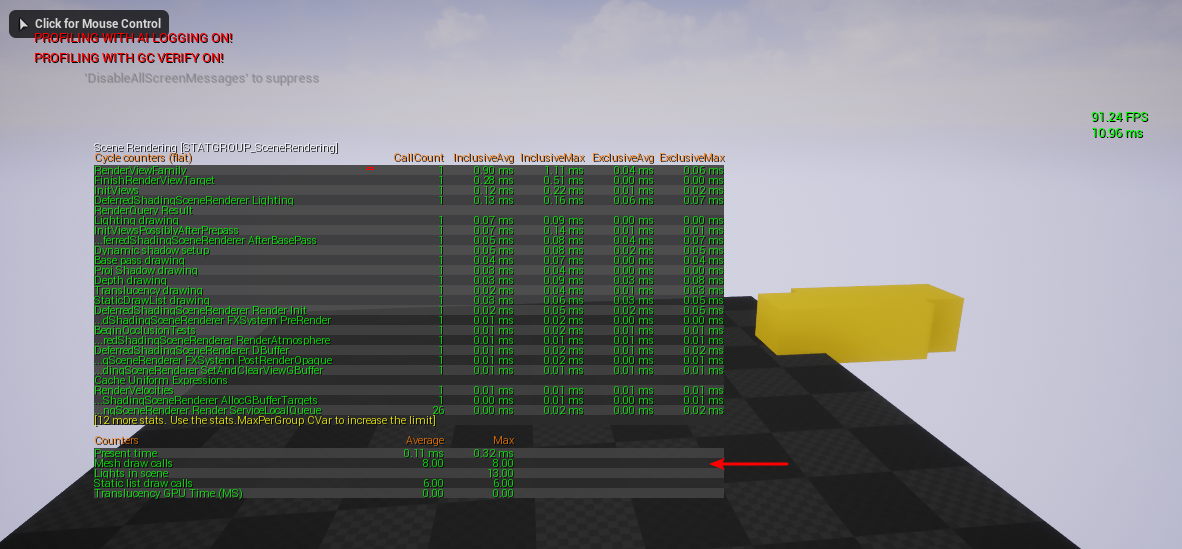 Click for Mouse Control
PROFILING WITH AI LOGGING ON!
PROFILING WITH GC VERIFY ON!
'DisableAllScreenMessages' to suppress
91.24 FPS
10.96 ms
Scene Rendering [STATGROUP_SceneRendering]
Cycle counters (flat) CallCount InclusiveAvg InclusiveMax ExclusiveAvg ExclusiveMax
RenderViewFamily 1 0.90 ms 1.11 ms 0.04 ms 0.06 ms
FinishRenderViewTarget 1 0.28 ms 0.51 ms 0.00 ms 0.00 ms
InitViews 1 0.12 ms 0.22 ms 0.01 ms 0.02 ms
DeferredShadingSceneRenderer Lighting 1 0.13 ms 0.16 ms 0.06 ms 0.07 ms
RenderQuery Result
Lighting drawing 1 0.07 ms 0.09 ms 0.00 ms 0.00 ms
InitViewsPossiblyAfterPrepass 1 0.07 ms 0.14 ms 0.01 ms 0.01 ms
...ferredShadingSceneRenderer AfterBasePass 1 0.05 ms 0.08 ms 0.04 ms 0.07 ms
Dynamic shadow setup 1 0.05 ms 0.08 ms 0.02 ms 0.05 ms
Base pass drawing 1 0.04 ms 0.07 ms 0.00 ms 0.04 ms
Proj Shadow drawing 1 0.03 ms 0.04 ms 0.00 ms 0.00 ms
Depth drawing 1 0.03 ms 0.09 ms 0.03 ms 0.08 ms
Translucency drawing 1 0.02 ms 0.04 ms 0.01 ms 0.03 ms
StaticDrawList drawing 1 0.03 ms 0.06 ms 0.03 ms 0.05 ms
DeferredShadingSceneRenderer Render Init 1 0.02 ms 0.05 ms 0.02 ms 0.05 ms
...dShadingSceneRenderer FXSystem PreRender 1 0.01 ms 0.02 ms 0.00 ms 0.00 ms
BeginOcclusionTests 1 0.01 ms 0.02 ms 0.01 ms 0.01 ms
...redShadingSceneRenderer RenderAtmosphere 1 0.01 ms 0.02 ms 0.01 ms 0.01 ms
DeferredShadingSceneRenderer DBuffer 1 0.01 ms 0.02 ms 0.01 ms 0.02 ms
...gSceneRenderer FXSystem PostRenderOpaque 1 0.01 ms 0.02 ms 0.00 ms 0.01 ms
...dingSceneRenderer SetAndClearViewGBuffer 1 0.01 ms 0.02 ms 0.01 ms 0.01 ms
Cache Uniform Expressions
RenderVelocities 1 0.01 ms 0.01 ms 0.01 ms 0.01 ms
...ShadingSceneRenderer AllocGBufferTargets 1 0.00 ms 0.01 ms 0.00 ms 0.01 ms
...ngSceneRenderer Render ServiceLocalQueue 26 0.00 ms 0.02 ms 0.00 ms 0.02 ms
[12 more stats. Use the stats.MaxPerGroup CVar to increase the limit]
Counters Average Max
Present time 0.11 ms 0.32 ms
Mesh draw calls 8.00 8.00
Lights in scene 13.00
Static list draw calls 6.00 6.00
Translucency GPU Time (MS) 0.00 0.00